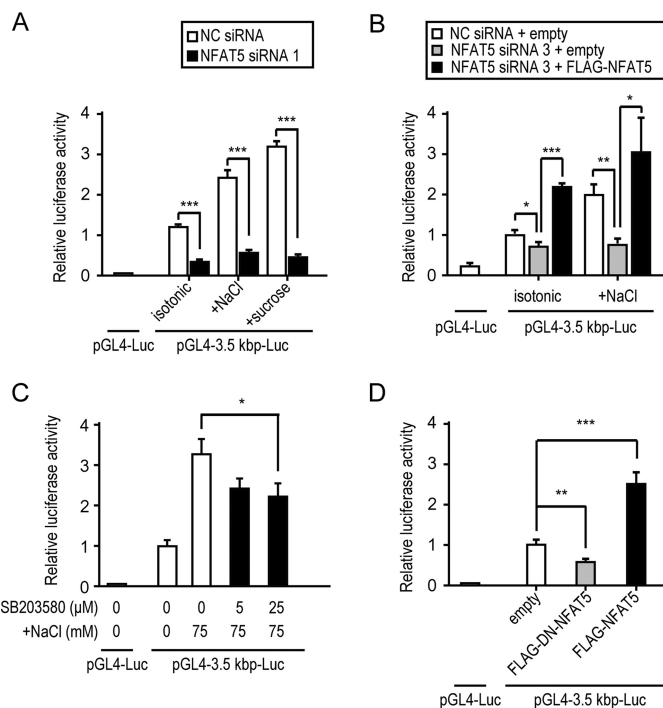 A
NC siRNA
NFAT5 siRNA 1
Relative luciferase activity
4
3
2
1
0
***
***
***
isotonic
+NaCl
+sucrose
pGL4-Luc
pGL4-3.5 kbp-Luc
B
NC siRNA + empty
NFAT5 siRNA 3 + empty
NFAT5 siRNA 3 + FLAG-NFAT5
Relative luciferase activity
4
3
2
1
0
*
***
**
*
isotonic
+NaCl
pGL4-Luc
pGL4-3.5 kbp-Luc
C
Relative luciferase activity
4
3
2
1
0
*
SB203580 (µM) 0 0 0 5 25
+NaCl (mM) 0 0 75 75 75
pGL4-Luc
pGL4-3.5 kbp-Luc
D
Relative luciferase activity
4
3
2
1
0
**
***
empty
FLAG-DN-NFAT5
FLAG-NFAT5
pGL4-Luc
pGL4-3.5 kbp-Luc